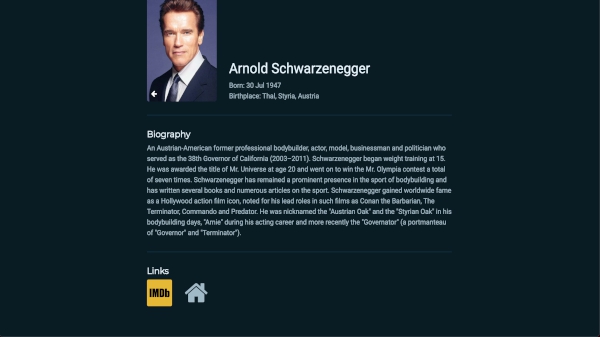 Arnold Schwarzenegger
Born: 30 Jul 1947
Birthplace: Thal, Styria, Austria
Biography
An Austrian-American former professional bodybuilder, actor, model, businessman and politician who
served as the 38th Governor of California (2003–2011). Schwarzenegger began weight training at 15.
He was awarded the title of Mr. Universe at age 20 and went on to win the Mr. Olympia contest a total
of seven times. Schwarzenegger has remained a prominent presence in the sport of bodybuilding and
has written several books and numerous articles on the sport. Schwarzenegger gained worldwide fame
as a Hollywood action film icon, noted for his lead roles in such films as Conan the Barbarian, The
Terminator, Commando and Predator. He was nicknamed the "Austrian Oak" and the "Styrian Oak" in his
bodybuilding days, "Arnie" during his acting career and more recently the "Governator" (a portmanteau
of "Governor" and "Terminator").
Links
IMDb